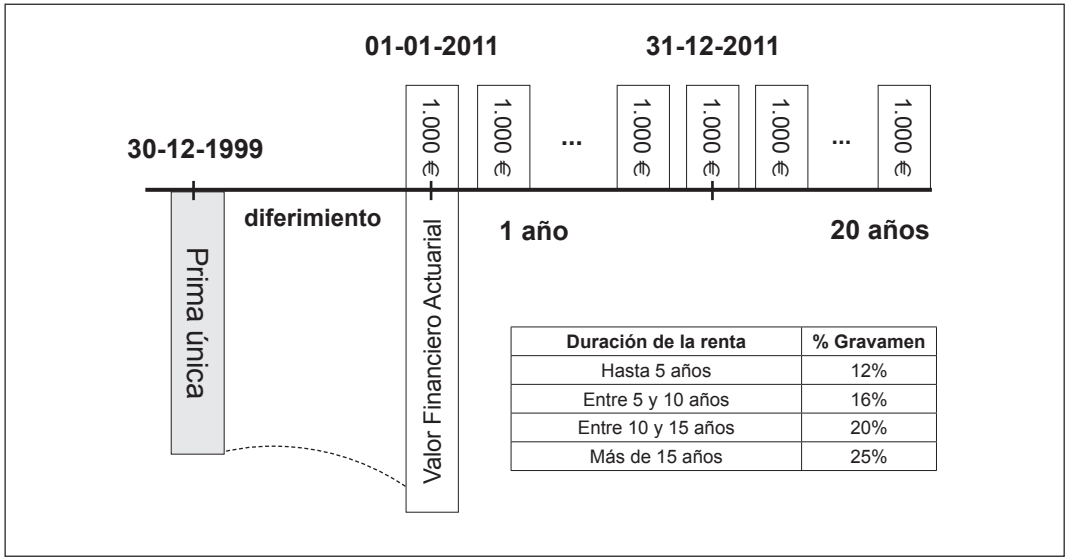 01-01-2011
31-12-2011
30-12-1999
1.000 €
1.000 €
...
1.000 €
1.000 €
1.000 €
...
1.000 €
diferimiento
1 año
20 años
Prima única
Valor Financiero Actuarial
Duración de la renta % Gravamen
Hasta 5 años 12%
Entre 5 y 10 años 16%
Entre 10 y 15 años 20%
Más de 15 años 25%